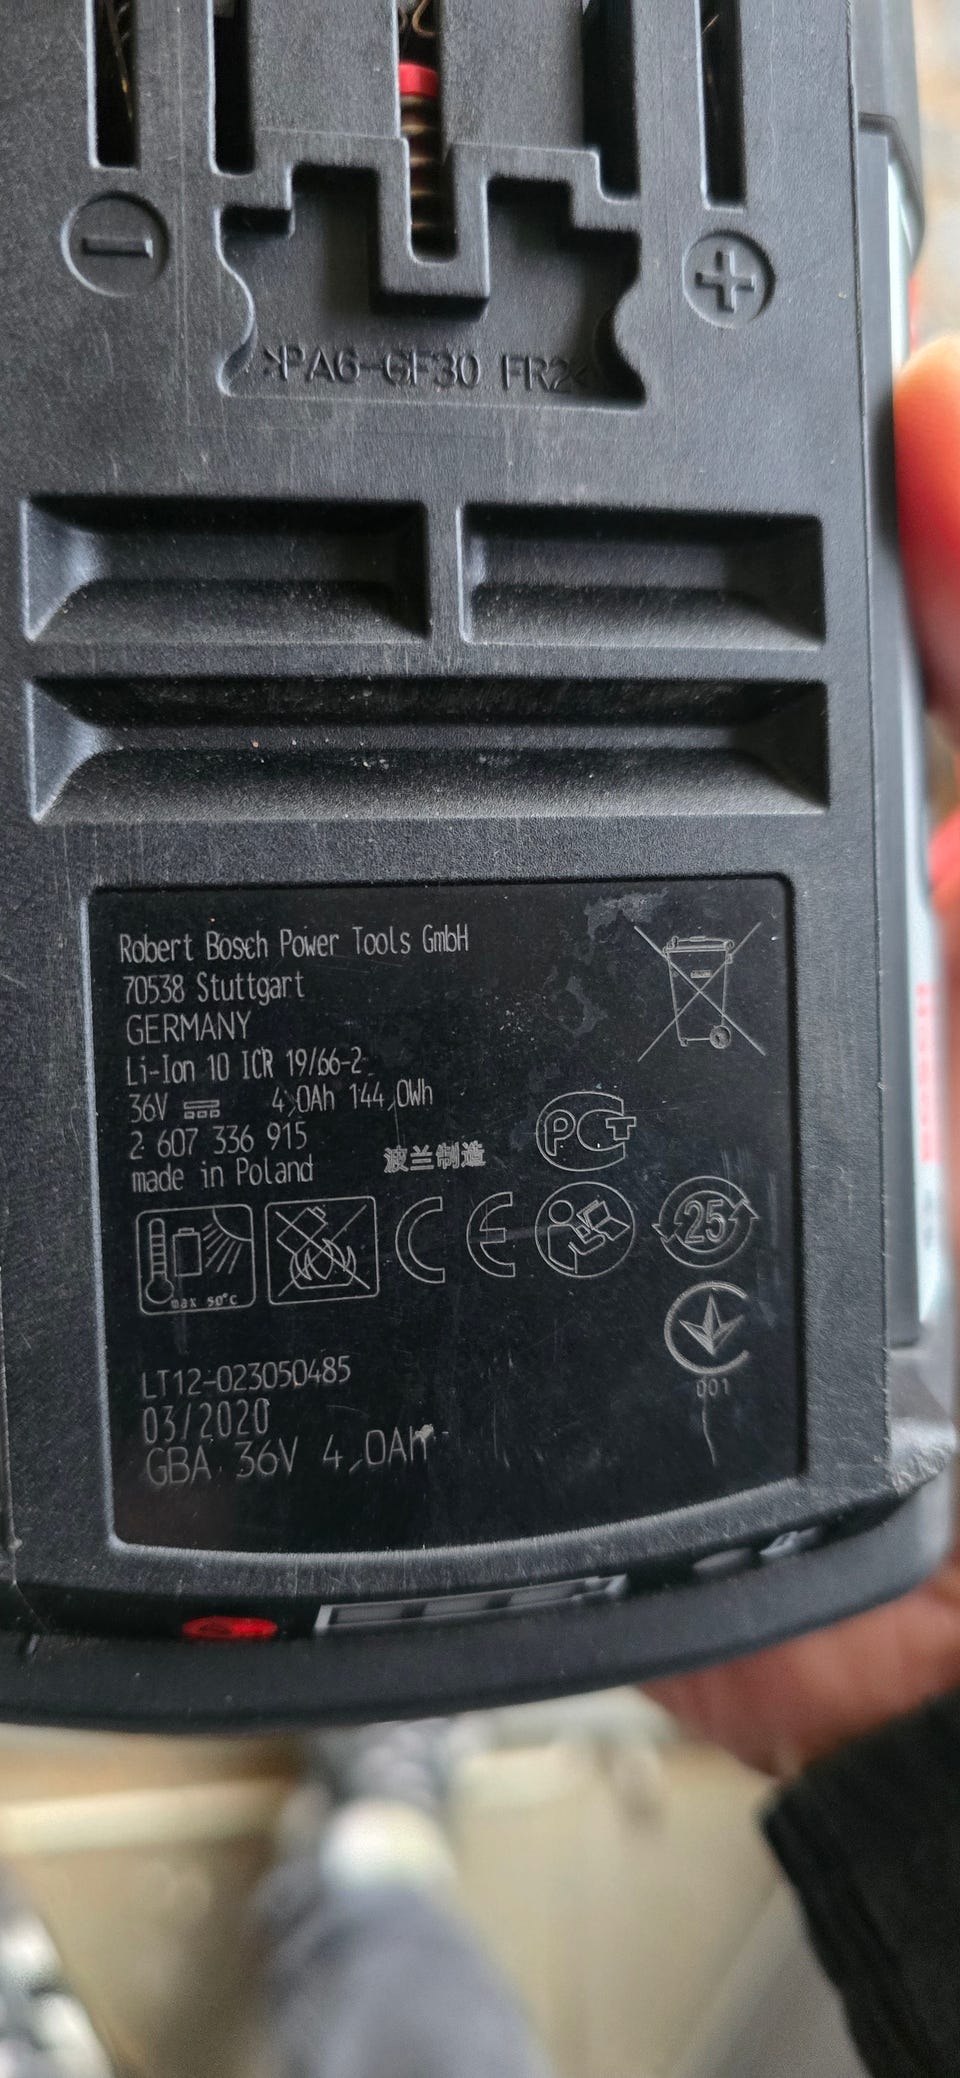 >PA6-GF30 FR2<
Robert Bosch Power Tools GmbH
70538 Stuttgart
GERMANY
Li-Ion 10 ICR 19/66-2
36V 4,0Ah 144,0Wh
2 607 336 915
made in Poland 波兰制造
max 50°C
25
001
LT12-023050485
03/2020
GBA 36V 4,0Ah